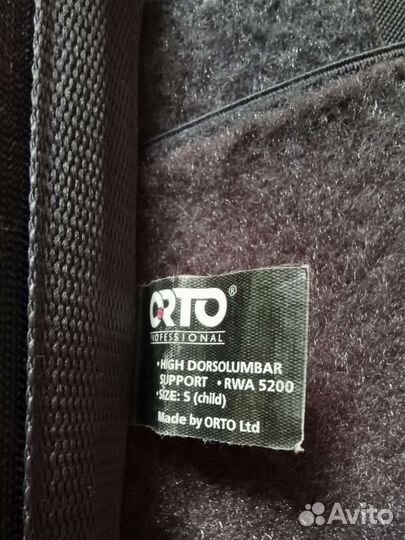 ORTO®
PROFESSIONAL
•HIGH DORSOLUMBAR
SUPPORT •RWA 5200
•SIZE: S (child)
Made by ORTO Ltd
Avito